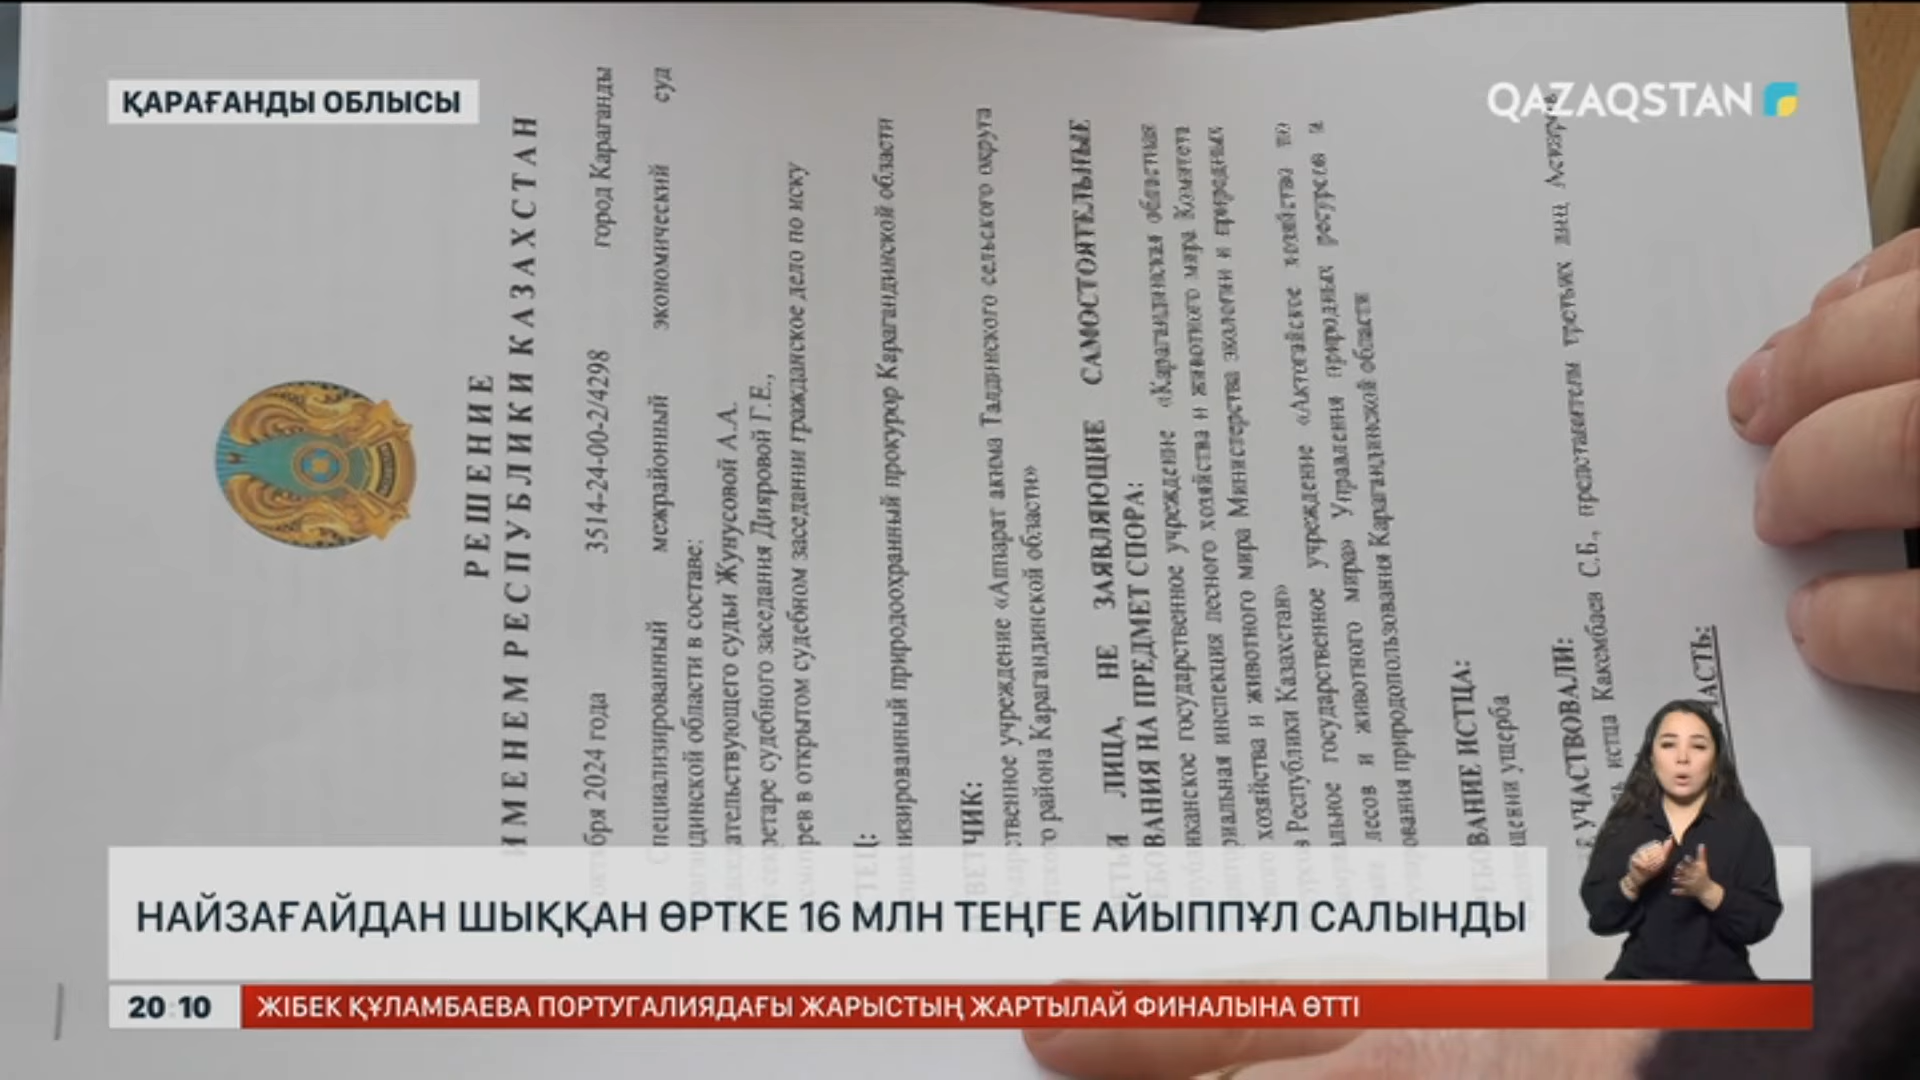 ҚАРАҒАНДЫ ОБЛЫСЫ
QAZAQSTAN
РЕШЕНИЕ
ИМЕНЕМ РЕСПУБЛИКИ КАЗАХСТАН
2024 года 3514-24-00-2/4298 город Караганды
Специализированный межрайонный экономический суд
области в составе:
судьи Жунусовой А.А.
судебного заседания Дияровой Г.Е.,
в открытом судебном заседании гражданское дело по иску
природоохранный прокурор Карагандинской области
учреждение «Аппарат акима Талдинского сельского округа
района Карагандинской области»
ЛИЦА, НЕ ЗАЯВЛЯЮЩИЕ САМОСТОЯТЕЛЬНЫЕ
НА ПРЕДМЕТ СПОРА:
государственное учреждение «Карагандинская областная
инспекция лесного хозяйства и животного мира Комитета
хозяйства и животного мира Министерства экологии и природных
Республики Казахстан»
государственное учреждение «Актогайское хозяйство по
лесов и животного мира» Управления природных ресурсов и
природопользования Карагандинской области
ИСТЦА:
ущерба
УЧАСТВОВАЛИ:
истца Какимбаев С.Б., представители третьих лиц
НАЙЗАҒАЙДАН ШЫҚҚАН ӨРТКЕ 16 МЛН ТЕҢГЕ АЙЫППҰЛ САЛЫНДЫ
20:10 ЖІБЕК ҚҰЛАМБАЕВА ПОРТУГАЛИЯДАҒЫ ЖАРЫСТЫҢ ЖАРТЫЛАЙ ФИНАЛЫНА ӨТТІ